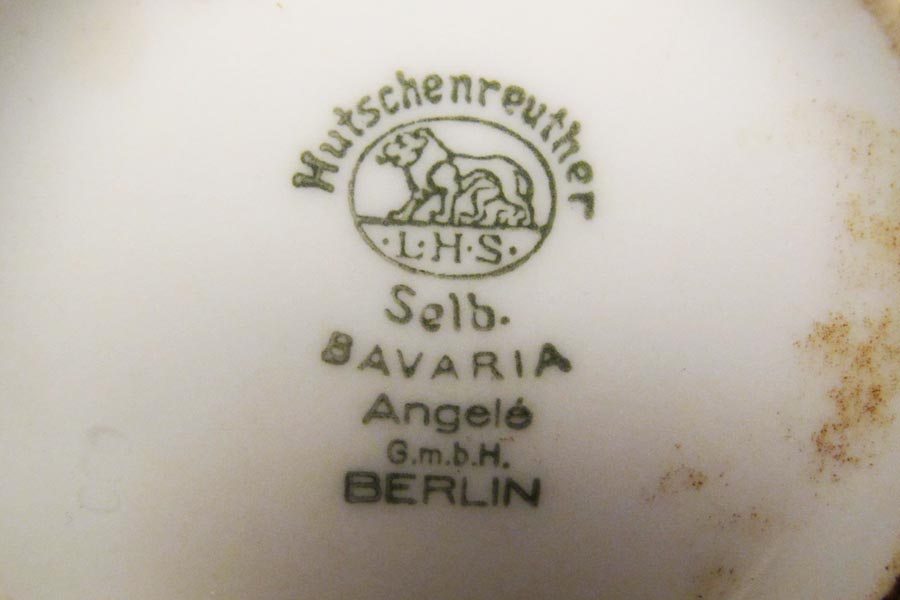 Hutschenreuther
·L·H·S·
Selb.
BAVARIA
Angelé
G.m.b.H.
BERLIN